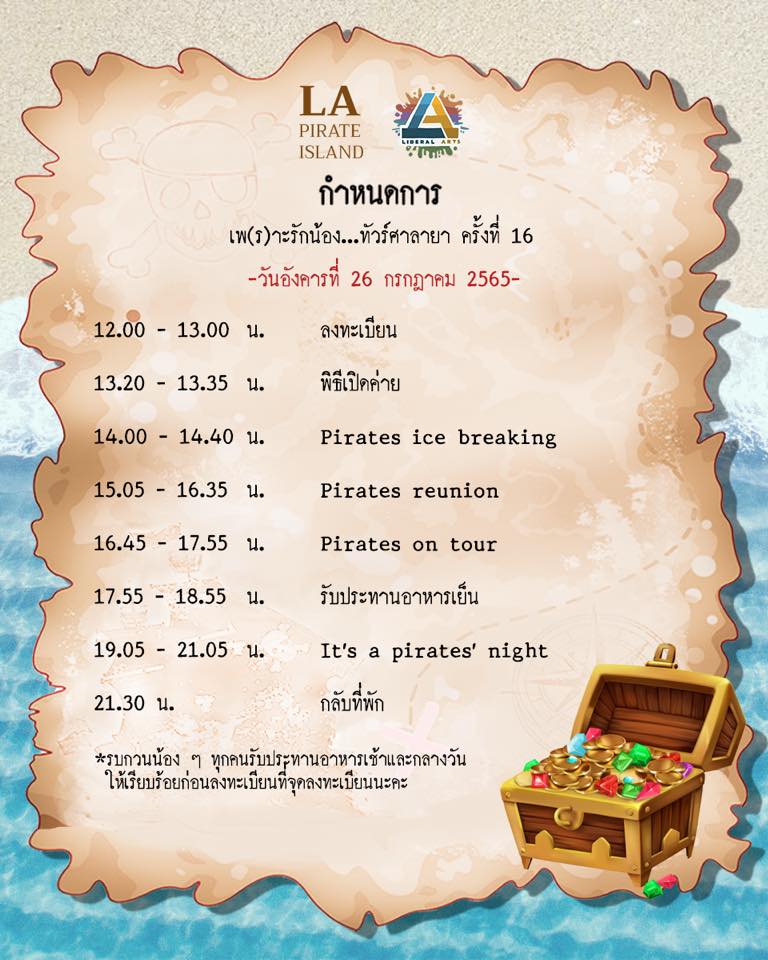 LA
PIRATE
ISLAND
LIBERAL ARTS
กำหนดการ
เพ(ร)าะรักน้อง...ทัวร์ศาลายา ครั้งที่ 16
-วันอังคารที่ 26 กรกฎาคม 2565-
12.00 - 13.00 น. ลงทะเบียน
13.20 - 13.35 น. พิธีเปิดค่าย
14.00 - 14.40 น. Pirates ice breaking
15.05 - 16.35 น. Pirates reunion
16.45 - 17.55 น. Pirates on tour
17.55 - 18.55 น. รับประทานอาหารเย็น
19.05 - 21.05 น. It's a pirates' night
21.30 น. กลับที่พัก
*รบกวนน้อง ๆ ทุกคนรับประทานอาหารเช้าและกลางวัน
ให้เรียบร้อยก่อนลงทะเบียนที่จุดลงทะเบียนนะคะ